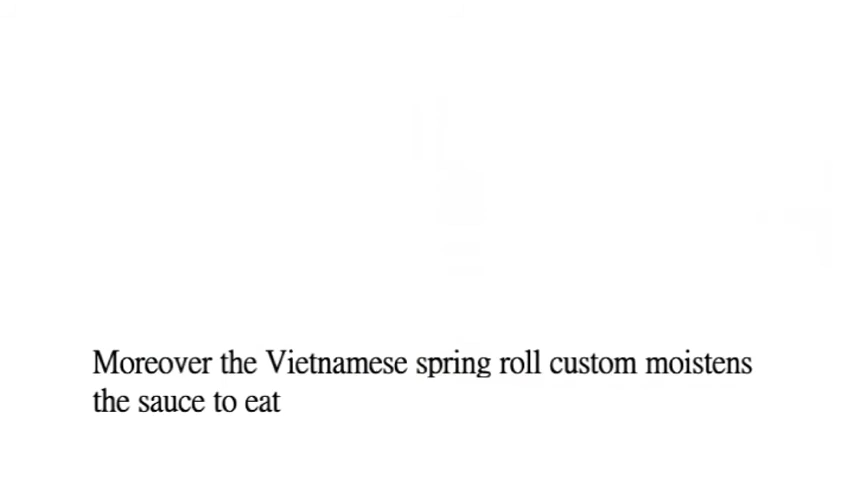 Moreover the Vietnamese spring roll custom moistens
the sauce to eat